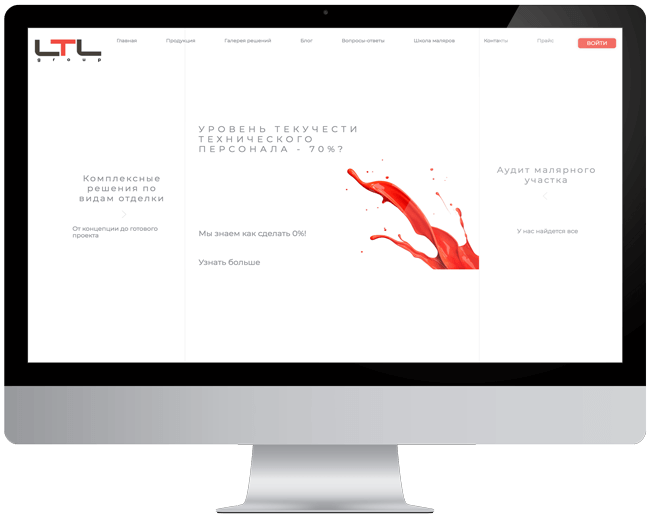 LTL
group
Главная Продукция Галерея решений Блог Вопросы-ответы Школа маляров Контакты Прайс ВОЙТИ
УРОВЕНЬ ТЕКУЧЕСТИ
ТЕХНИЧЕСКОГО
ПЕРСОНАЛА - 70%?
Мы знаем как сделать 0%!
Узнать больше
Комплексные
решения по
видам отделки
От концепции до готового
проекта
Аудит малярного
участка
У нас найдется все